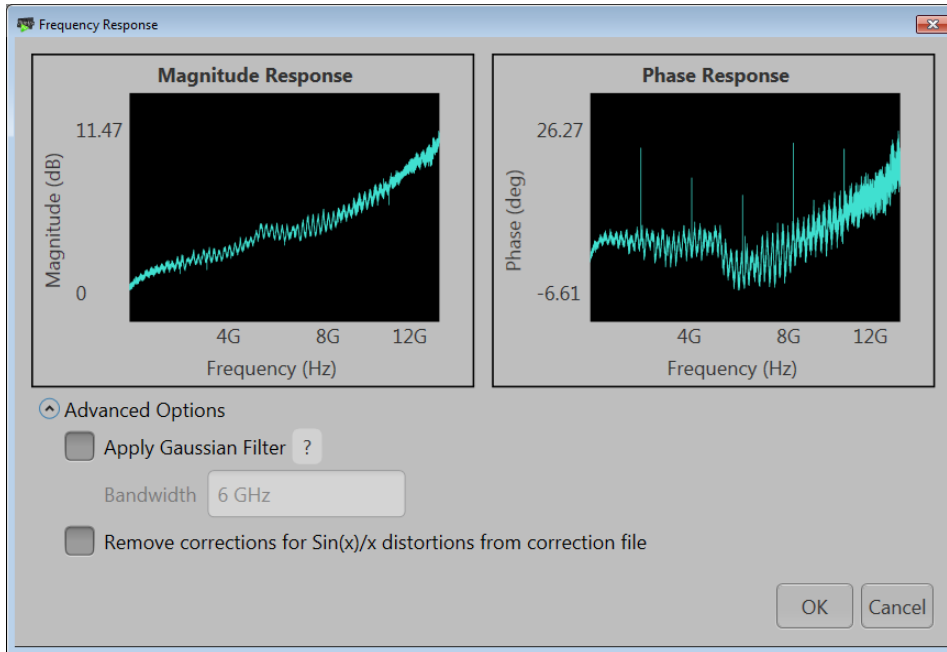 Frequency Response
Magnitude Response
11.47
Magnitude (dB)
0
4G 8G 12G
Frequency (Hz)
Phase Response
26.27
Phase (deg)
-6.61
4G 8G 12G
Frequency (Hz)
Advanced Options
Apply Gaussian Filter ?
Bandwidth 6 GHz
Remove corrections for Sin(x)/x distortions from correction file
OK Cancel